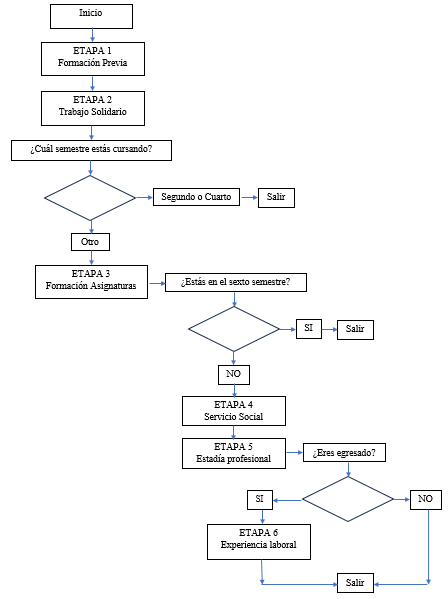 Inicio
ETAPA 1
Formación Previa
ETAPA 2
Trabajo Solidario
¿Cuál semestre estás cursando?
Segundo o Cuarto
Salir
Otro
ETAPA 3
Formación Asignaturas
¿Estás en el sexto semestre?
SI
Salir
NO
ETAPA 4
Servicio Social
ETAPA 5
Estadía profesional
¿Eres egresado?
SI
NO
ETAPA 6
Experiencia laboral
Salir